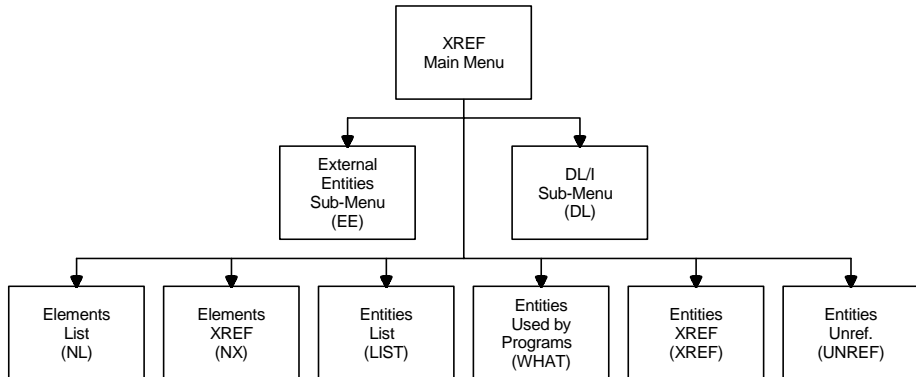 XREF
Main Menu
External
Entities
Sub-Menu
(EE)
DL/I
Sub-Menu
(DL)
Elements
List
(NL)
Elements
XREF
(NX)
Entities
List
(LIST)
Entities
Used by
Programs
(WHAT)
Entities
XREF
(XREF)
Entities
Unref.
(UNREF)